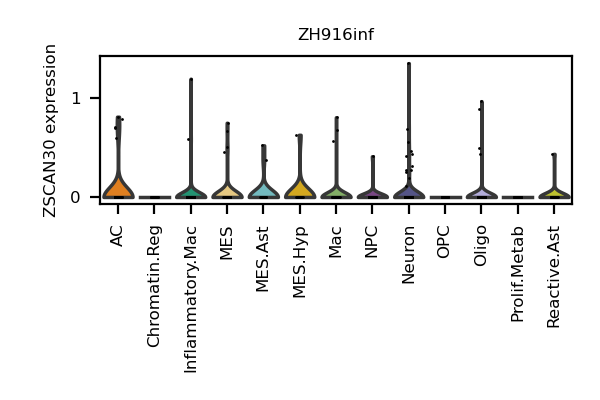 ZH916inf
ZSCAN30 expression
1
0
AC
Chromatin.Reg
Inflammatory.Mac
MES
MES.Ast
MES.Hyp
Mac
NPC
Neuron
OPC
Oligo
Prolif.Metab
Reactive.Ast